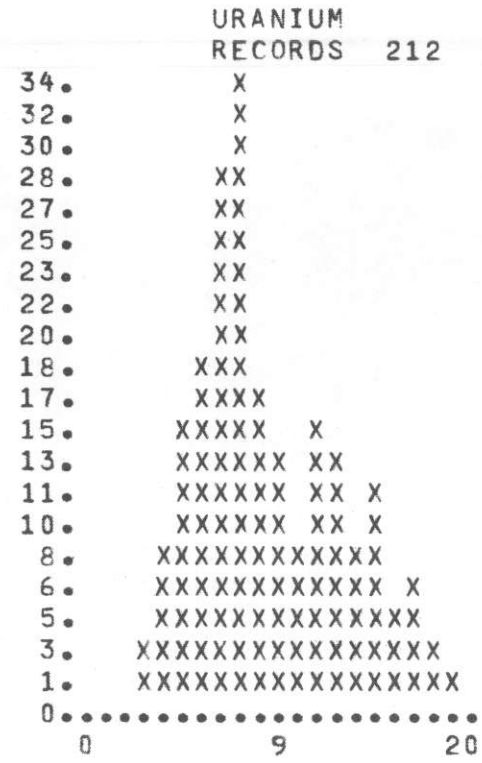 URANIUM
         RECORDS  212
34.        X
32.        X
30.        X
28.       XX
27.       XX
25.       XX
23.       XX
22.       XX
20.       XX
18.      XXX
17.      XXXX
15.     XXXXX  X
13.     XXXXXX XX
11.     XXXXXX XX X
10.     XXXXXX XX X
 8.    XXXXXXXXXXXX
 6.    XXXXXXXXXXXX X
 5.    XXXXXXXXXXXXXX
 3.   XXXXXXXXXXXXXXXX
 1.   XXXXXXXXXXXXXXXXX
 0......................
   0         9        20